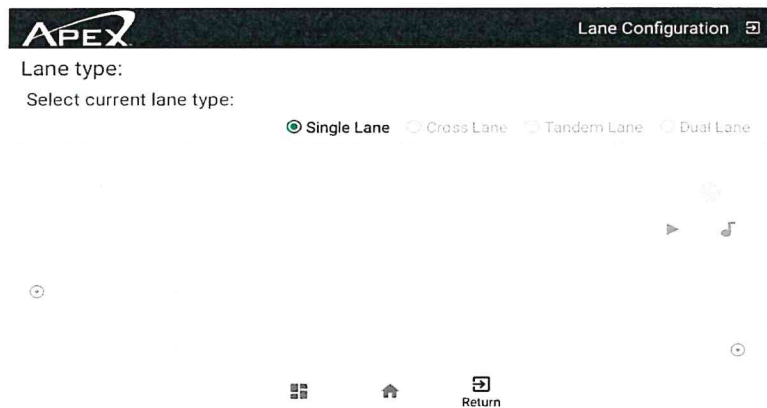 APEX
Lane Configuration
Lane type:
Select current lane type:
Single Lane Cross Lane Tandem Lane Dual Lane
Return